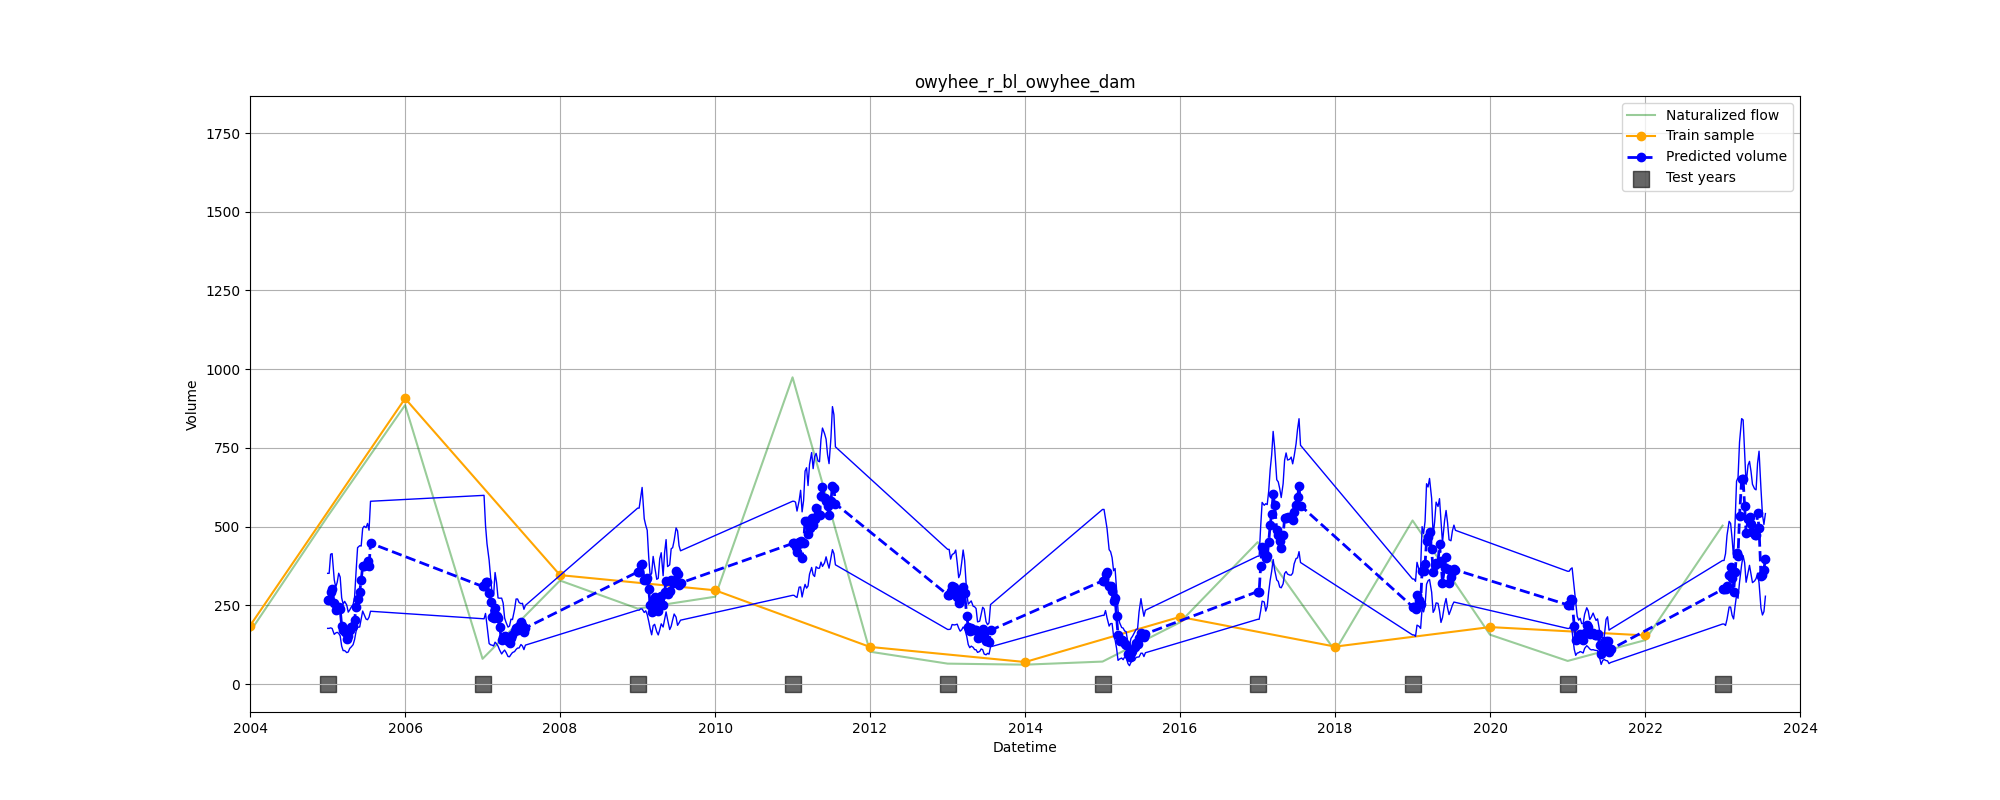 owyhee_r_bl_owyhee_dam
Naturalized flow
Train sample
Predicted volume
Test years
1750
1500
1250
1000
750
500
250
0
Volume
2004 2006 2008 2010 2012 2014 2016 2018 2020 2022 2024
Datetime